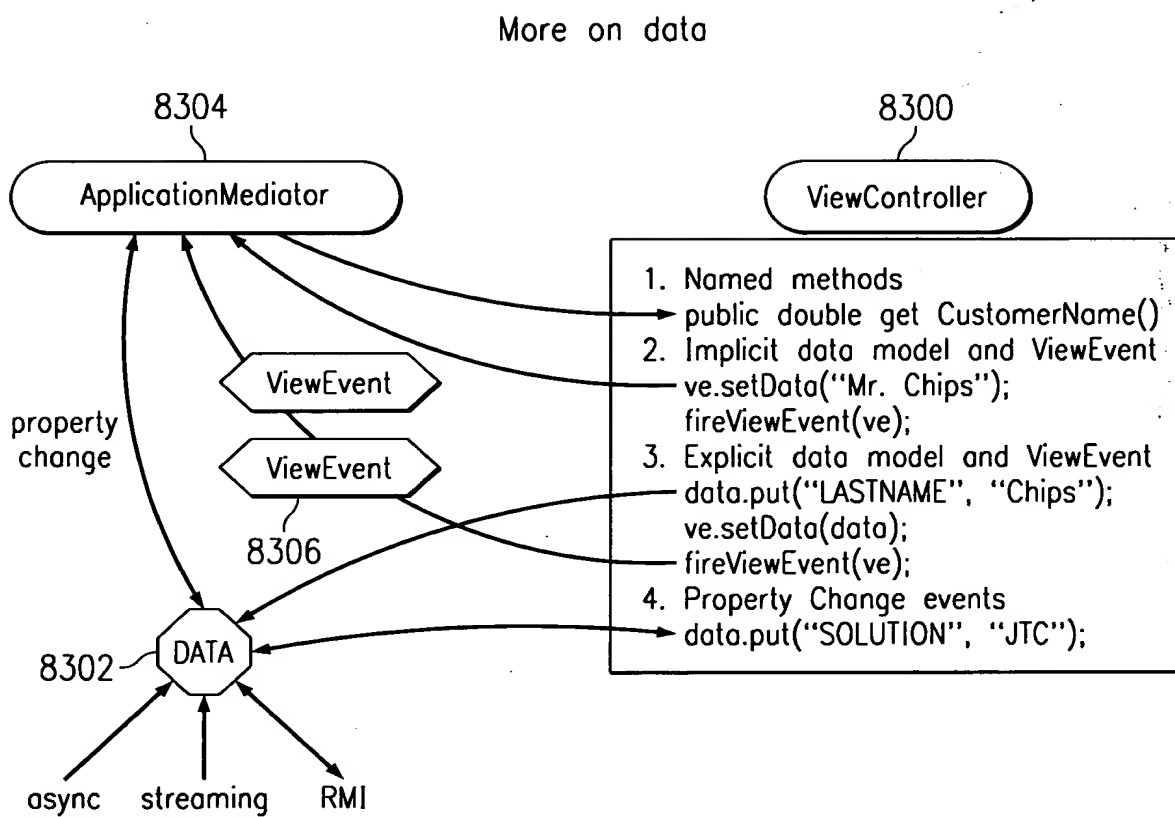 More on data
8304
8300
ApplicationMediator
ViewController
1. Named methods
public double get CustomerName()
2. Implicit data model and ViewEvent
ve.setData("Mr. Chips");
fireViewEvent(ve);
3. Explicit data model and ViewEvent
data.put("LASTNAME", "Chips");
ve.setData(data);
fireViewEvent(ve);
4. Property Change events
data.put("SOLUTION", "JTC");
ViewEvent
property
change
ViewEvent
8306
8302
DATA
async
streaming
RMI